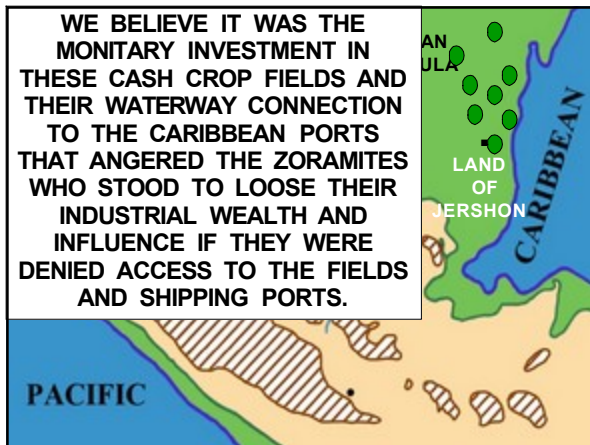 WE BELIEVE IT WAS THE
MONITARY INVESTMENT IN
THESE CASH CROP FIELDS AND
THEIR WATERWAY CONNECTION
TO THE CARIBBEAN PORTS
THAT ANGERED THE ZORAMITES
WHO STOOD TO LOOSE THEIR
INDUSTRIAL WEALTH AND
INFLUENCE IF THEY WERE
DENIED ACCESS TO THE FIELDS
AND SHIPPING PORTS.
AN
ULA
LAND
OF
JERSHON
CARIBBEAN
PACIFIC